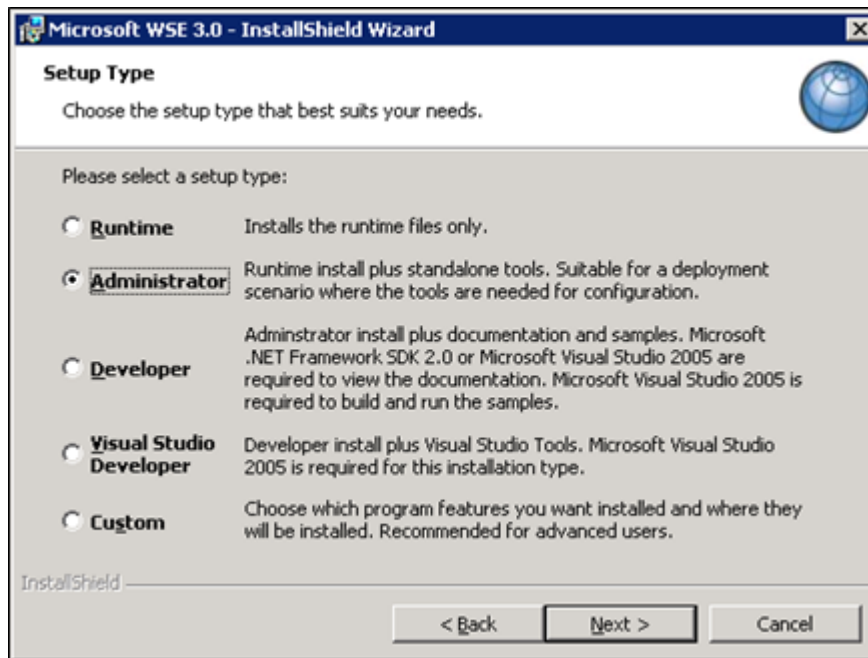 Microsoft WSE 3.0 - InstallShield Wizard
Setup Type
Choose the setup type that best suits your needs.
Please select a setup type:
Runtime
Installs the runtime files only.
Administrator
Runtime install plus standalone tools. Suitable for a deployment
scenario where the tools are needed for configuration.
Developer
Adminstrator install plus documentation and samples. Microsoft
.NET Framework SDK 2.0 or Microsoft Visual Studio 2005 are
required to view the documentation. Microsoft Visual Studio 2005 is
required to build and run the samples.
Visual Studio
Developer
Developer install plus Visual Studio Tools. Microsoft Visual Studio
2005 is required for this installation type.
Custom
Choose which program features you want installed and where they
will be installed. Recommended for advanced users.
InstallShield
< Back
Next >
Cancel